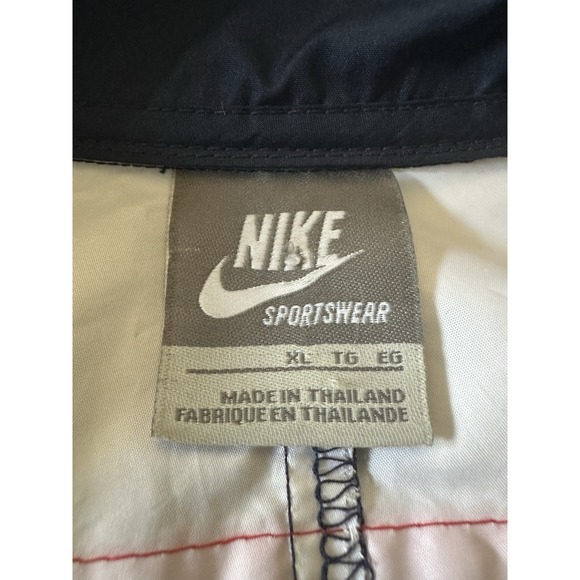 NIKE
SPORTSWEAR
XL TG EG
MADE IN THAILAND
FABRIQUE EN THAILANDE